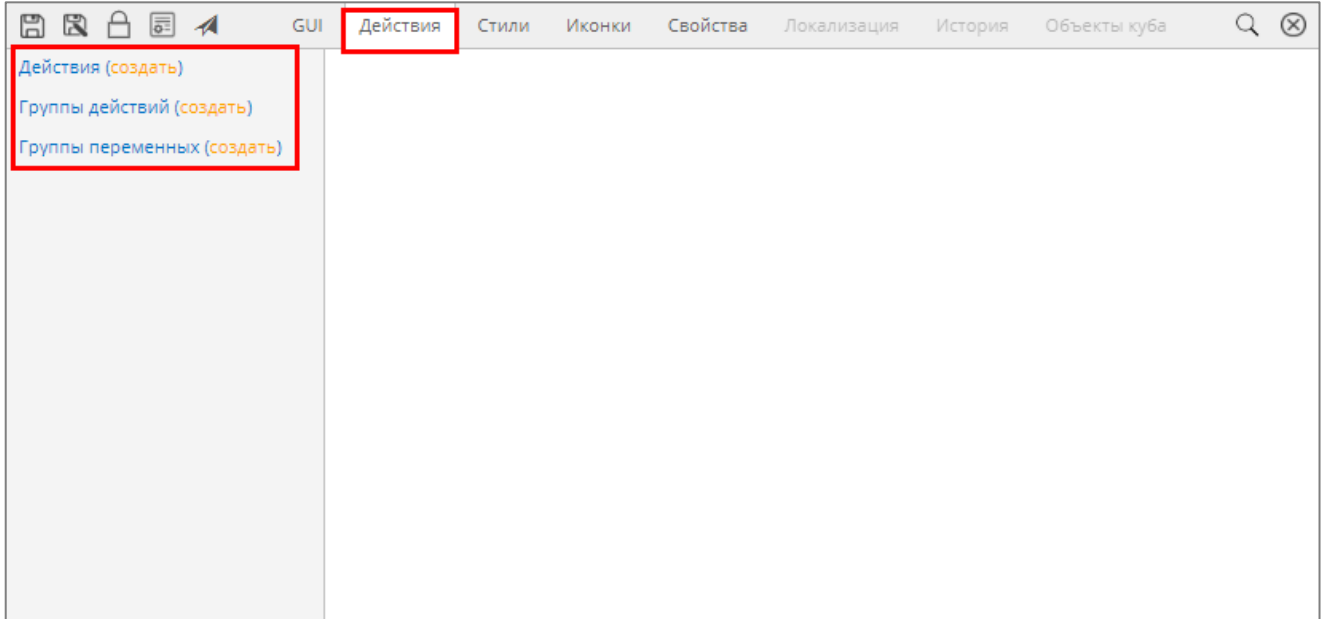 GUI Действия Стили Иконки Свойства Локализация История Объекты куба
Действия (создать)
Группы действий (создать)
Группы переменных (создать)